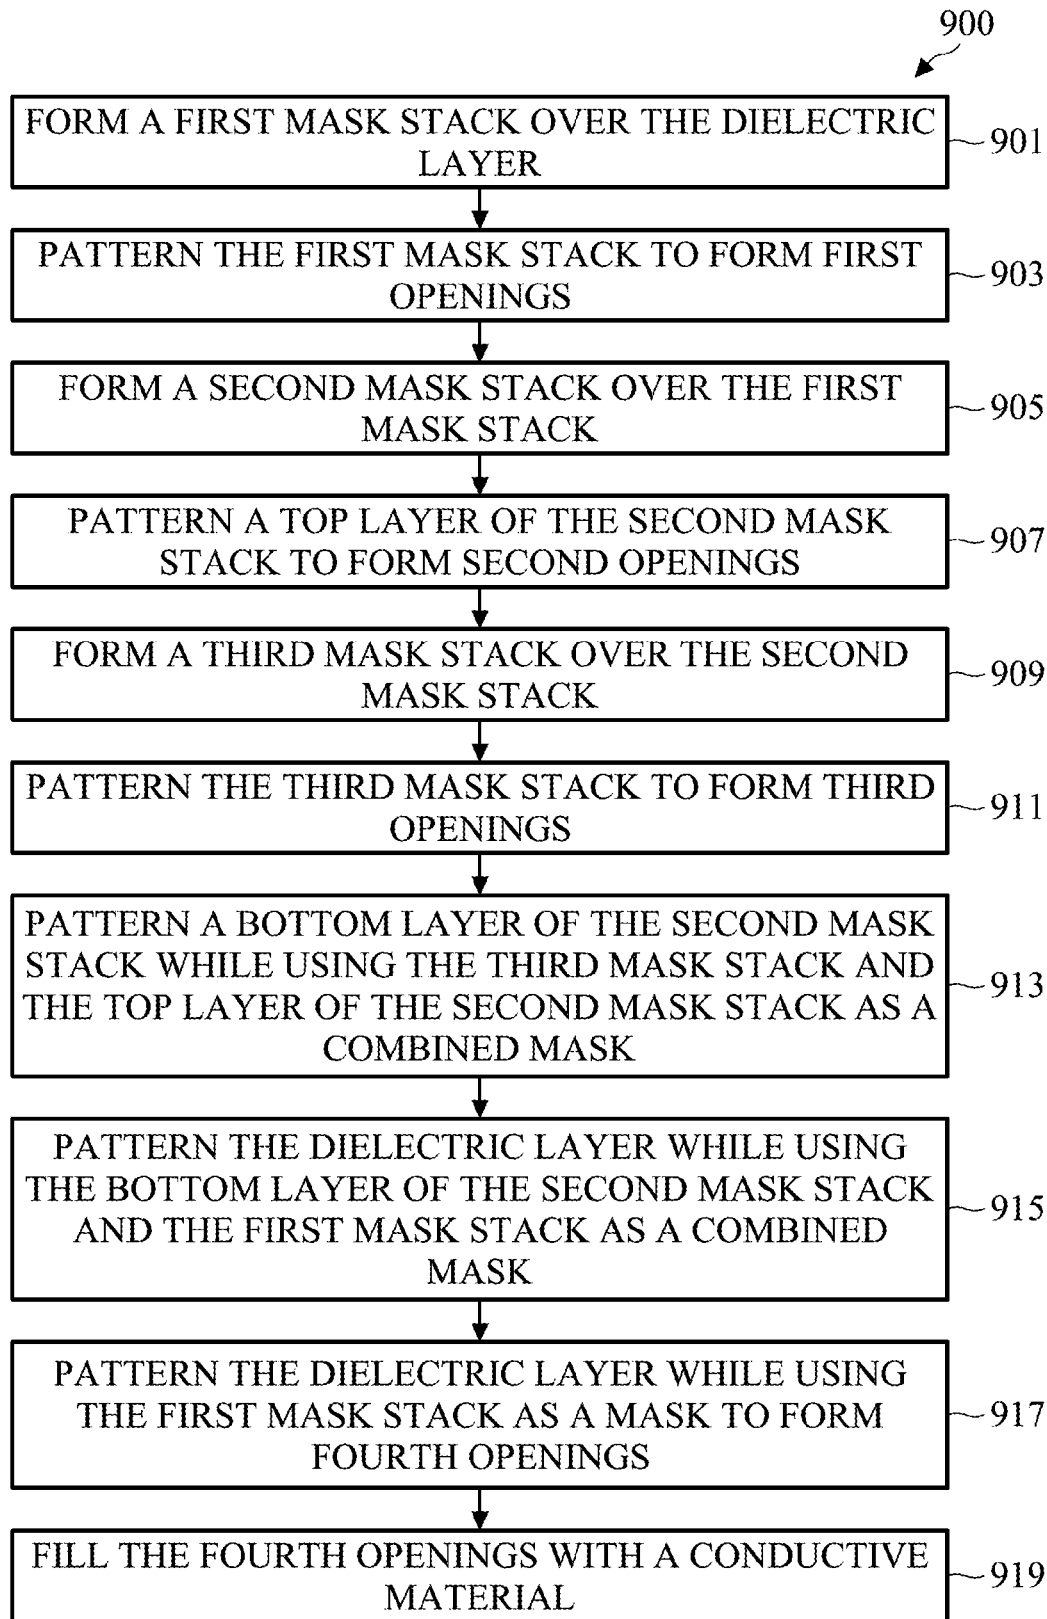 900
FORM A FIRST MASK STACK OVER THE DIELECTRIC
LAYER
901
PATTERN THE FIRST MASK STACK TO FORM FIRST
OPENINGS
903
FORM A SECOND MASK STACK OVER THE FIRST
MASK STACK
905
PATTERN A TOP LAYER OF THE SECOND MASK
STACK TO FORM SECOND OPENINGS
907
FORM A THIRD MASK STACK OVER THE SECOND
MASK STACK
909
PATTERN THE THIRD MASK STACK TO FORM THIRD
OPENINGS
911
PATTERN A BOTTOM LAYER OF THE SECOND MASK
STACK WHILE USING THE THIRD MASK STACK AND
THE TOP LAYER OF THE SECOND MASK STACK AS A
COMBINED MASK
913
PATTERN THE DIELECTRIC LAYER WHILE USING
THE BOTTOM LAYER OF THE SECOND MASK STACK
AND THE FIRST MASK STACK AS A COMBINED
MASK
915
PATTERN THE DIELECTRIC LAYER WHILE USING
THE FIRST MASK STACK AS A MASK TO FORM
FOURTH OPENINGS
917
FILL THE FOURTH OPENINGS WITH A CONDUCTIVE
MATERIAL
919